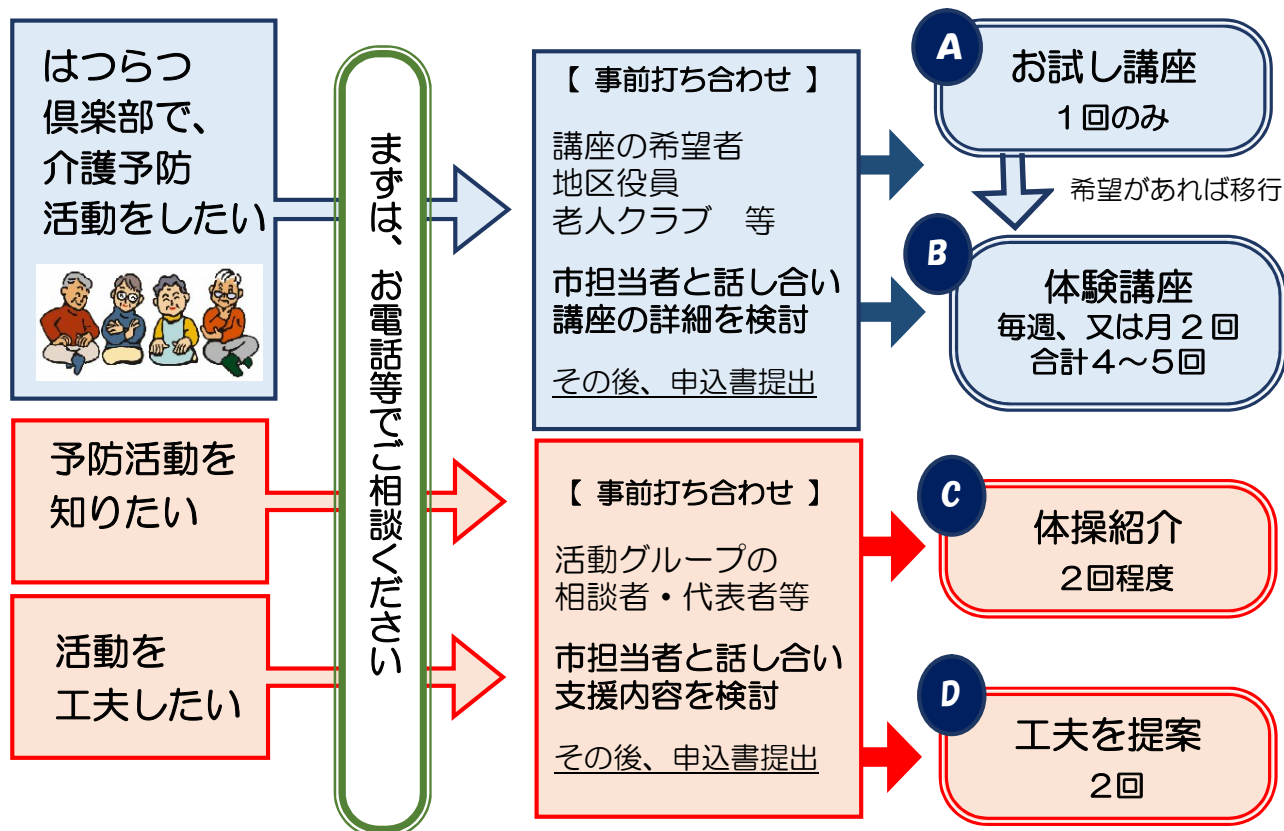 はつらつ
倶楽部で、
介護予防
活動をしたい
予防活動を
知りたい
活動を
工夫したい
まずは、お電話等でご相談ください
【 事前打ち合わせ 】
講座の希望者
地区役員
老人クラブ　等
市担当者と話し合い
講座の詳細を検討
その後、申込書提出
【 事前打ち合わせ 】
活動グループの
相談者・代表者等
市担当者と話し合い
支援内容を検討
その後、申込書提出
A
お試し講座
１回のみ
希望があれば移行
B
体験講座
毎週、又は月２回
合計４～５回
C
体操紹介
２回程度
D
工夫を提案
２回